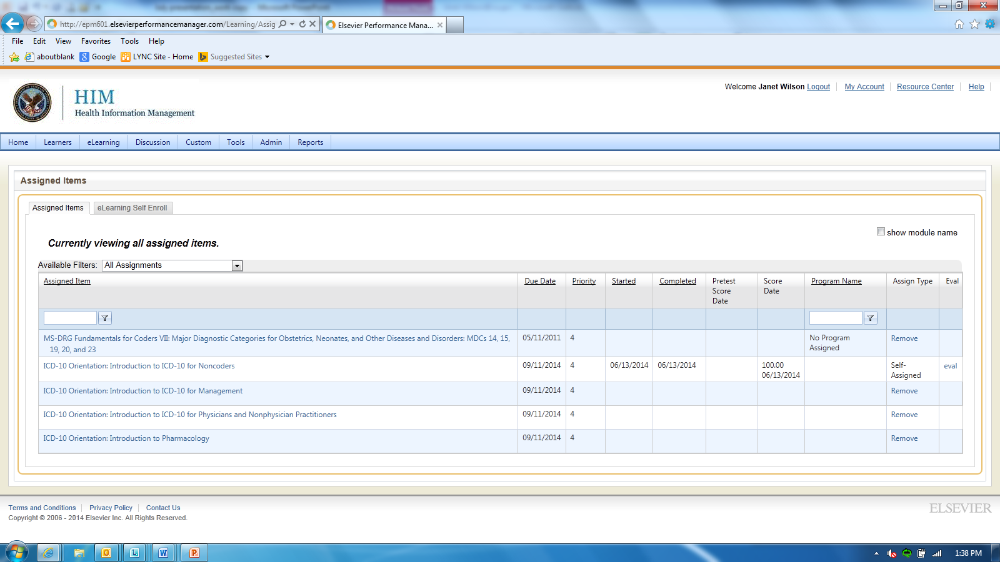 http://epm601.elsevierperformancemanager.com/Learning/Assig
Elsevier Performance Mana...
File Edit View Favorites Tools Help
aboutblank Google LYNC Site - Home Suggested Sites
HIM
Health Information Management
Welcome Janet Wilson Logout My Account Resource Center Help
Home Learners eLearning Discussion Custom Tools Admin Reports
Assigned Items
Assigned Items eLearning Self Enroll
show module name
Currently viewing all assigned items.
Available Filters: All Assignments
Assigned Item Due Date Priority Started Completed Pretest Score Program Name Assign Type Eval
Score Date
Date
MS-DRG Fundamentals for Coders VII: Major Diagnostic Categories for Obstetrics, Neonates, and Other Diseases and Disorders: MDCs 14, 15, 05/11/2011 4 No Program Remove
19, 20, and 23 Assigned
ICD-10 Orientation: Introduction to ICD-10 for Noncoders 09/11/2014 4 06/13/2014 06/13/2014 100.00 Self- eval
06/13/2014 Assigned
ICD-10 Orientation: Introduction to ICD-10 for Management 09/11/2014 4 Remove
ICD-10 Orientation: Introduction to ICD-10 for Physicians and Nonphysician Practitioners 09/11/2014 4 Remove
ICD-10 Orientation: Introduction to Pharmacology 09/11/2014 4 Remove
Terms and Conditions Privacy Policy Contact Us
Copyright © 2006 - 2014 Elsevier Inc. All Rights Reserved.
ELSEVIER
1:38 PM